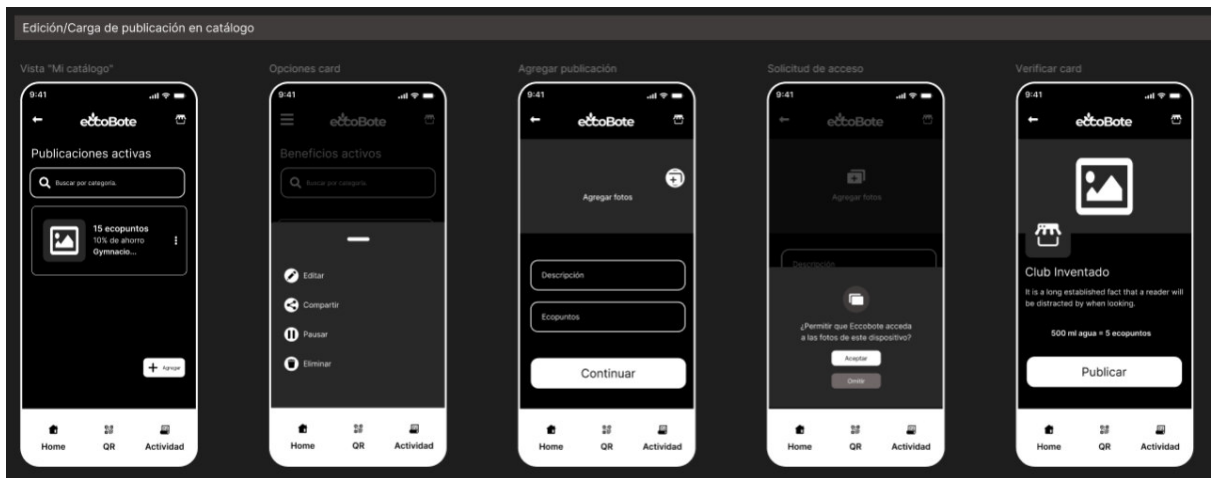 Edición/Carga de publicación en catálogo
Vista "Mi catálogo"
9:41
eccoBote
Publicaciones activas
Buscar por categoría.
15 ecopuntos
10% de ahorro
Gymnacio...
Agregar
Home QR Actividad
Opciones card
9:41
eccoBote
Beneficios activos
Buscar por categoría.
Editar
Compartir
Pausar
Eliminar
Home QR Actividad
Agregar publicación
9:41
eccoBote
Agregar fotos
Descripción
Ecopuntos
Continuar
Home QR Actividad
Solicitud de acceso
9:41
eccoBote
Agregar fotos
Descripción
¿Permitir que Eccobote acceda
a las fotos de este dispositivo?
Aceptar
Omitir
Home QR Actividad
Verificar card
9:41
eccoBote
Club Inventado
It is a long established fact that a reader will
be distracted by when looking.
500 ml agua = 5 ecopuntos
Publicar
Home QR Actividad